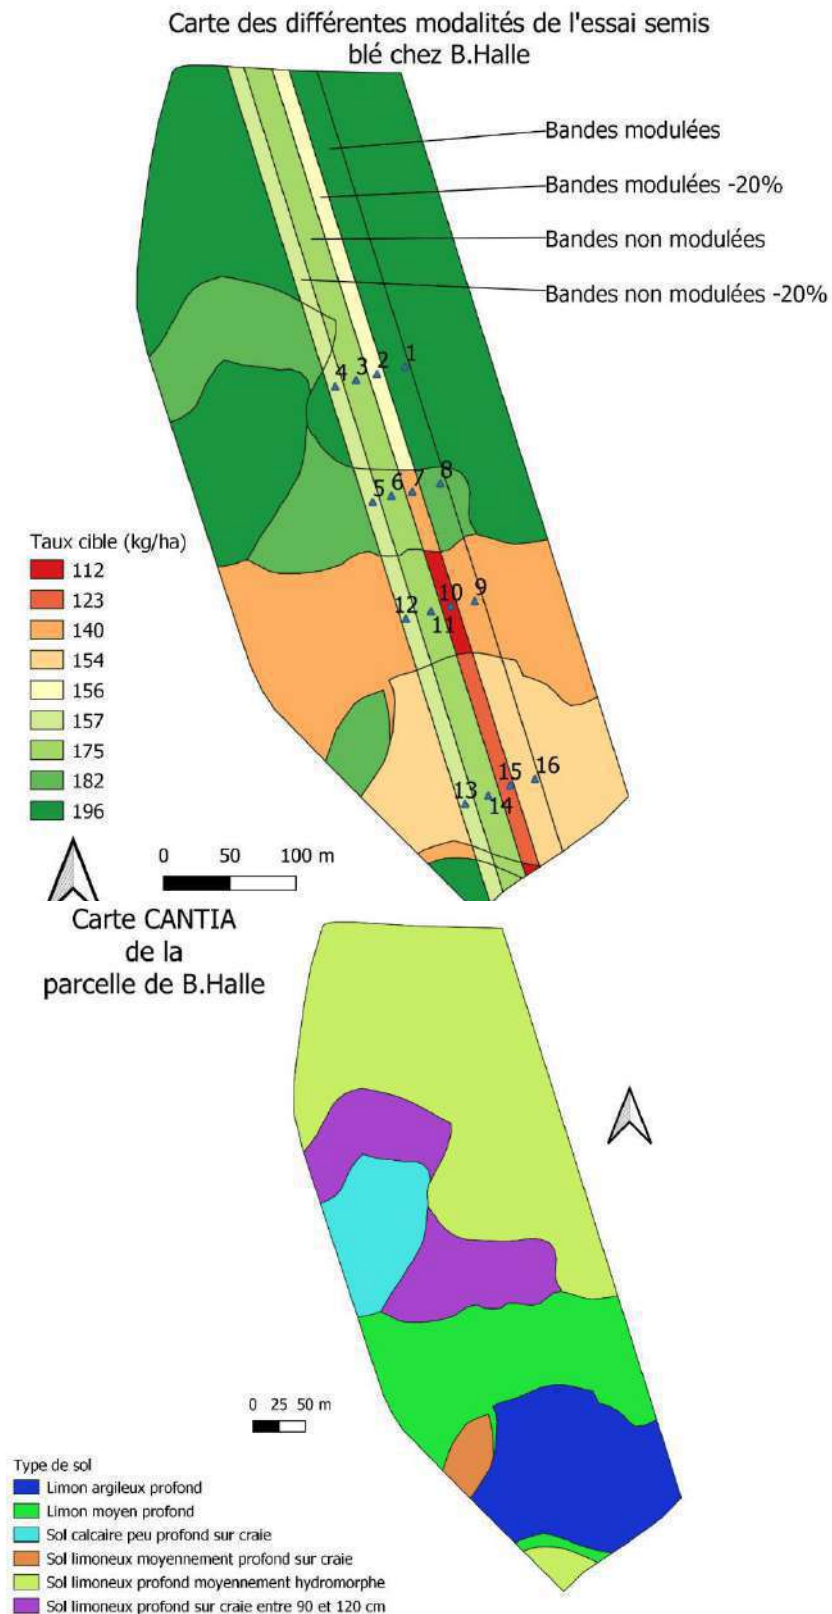 Carte des différentes modalités de l'essai semis
blé chez B.Halle
Bandes modulées
Bandes modulées -20%
Bandes non modulées
Bandes non modulées -20%
4 3 2 1
5 6 7 8
12 11 10 9
13 14 15 16
Taux cible (kg/ha)
112
123
140
154
156
157
175
182
196
0 50 100 m
Carte CANTIA
de la
parcelle de B.Halle
0 25 50 m
Type de sol
Limon argileux profond
Limon moyen profond
Sol calcaire peu profond sur craie
Sol limoneux moyennement profond sur craie
Sol limoneux profond moyennement hydromorphe
Sol limoneux profond sur craie entre 90 et 120 cm